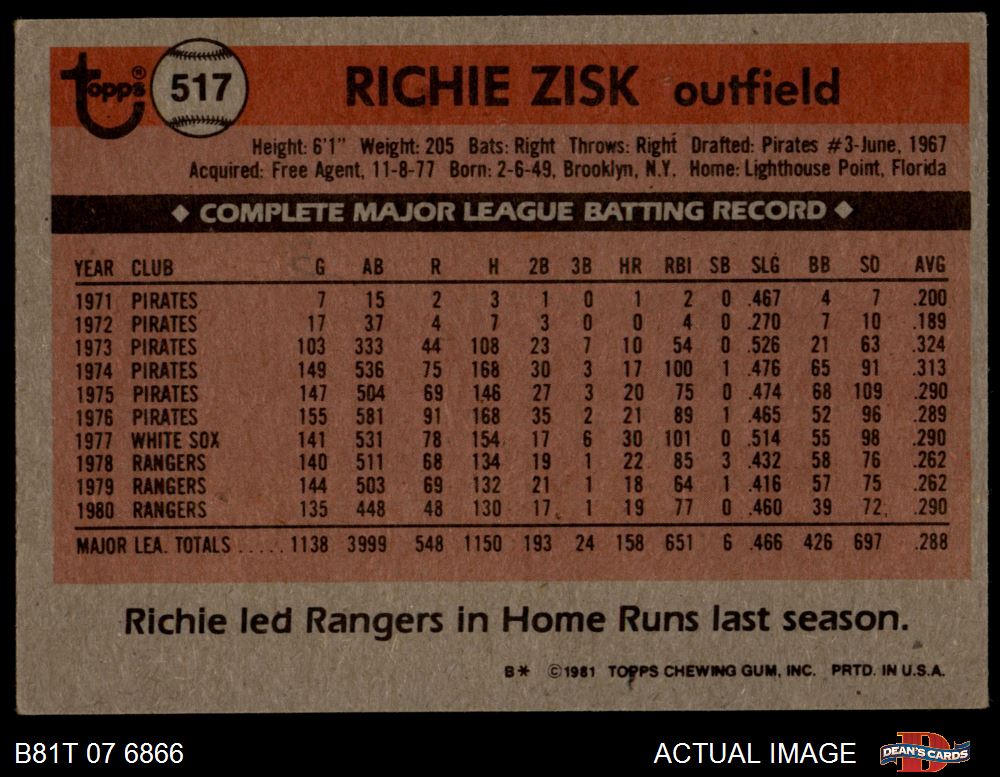 topps® 517 RICHIE ZISK outfield
Height: 6'1" Weight: 205 Bats: Right Throws: Right Drafted: Pirates #3-June, 1967
Acquired: Free Agent, 11-8-77 Born: 2-6-49, Brooklyn, N.Y. Home: Lighthouse Point, Florida
◆ COMPLETE MAJOR LEAGUE BATTING RECORD ◆
YEAR CLUB G AB R H 2B 3B HR RBI SB SLG BB SO AVG
1971 PIRATES 7 15 2 3 1 0 1 2 0 .467 4 7 .200
1972 PIRATES 17 37 4 7 3 0 0 4 0 .270 7 10 .189
1973 PIRATES 103 333 44 108 23 7 10 54 0 .526 21 63 .324
1974 PIRATES 149 536 75 168 30 3 17 100 1 .476 65 91 .313
1975 PIRATES 147 504 69 146 27 3 20 75 0 .474 68 109 .290
1976 PIRATES 155 581 91 168 35 2 21 89 1 .465 52 96 .289
1977 WHITE SOX 141 531 78 154 17 6 30 101 0 .514 55 98 .290
1978 RANGERS 140 511 68 134 19 1 22 85 3 .432 58 76 .262
1979 RANGERS 144 503 69 132 21 1 18 64 1 .416 57 75 .262
1980 RANGERS 135 448 48 130 17 1 19 77 0 .460 39 72 .290
MAJOR LEA. TOTALS ..... 1138 3999 548 1150 193 24 158 651 6 .466 426 697 .288
Richie led Rangers in Home Runs last season.
B* ©1981 TOPPS CHEWING GUM, INC. PRTD. IN U.S.A.
B81T 07 6866 ACTUAL IMAGE D DEAN'S CARDS